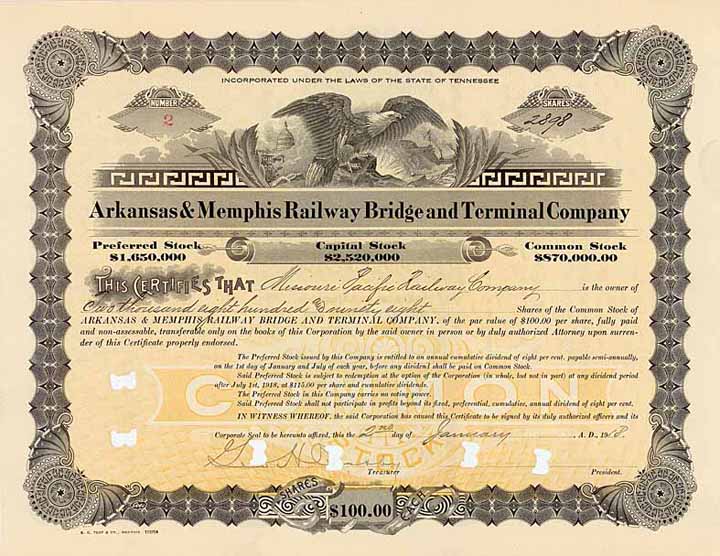 INCORPORATED UNDER THE LAWS OF THE STATE OF TENNESSEE
NUMBER
2
SHARES
2898
Arkansas & Memphis Railway Bridge and Terminal Company
Preferred Stock
$1,650,000
Capital Stock
$2,520,000
Common Stock
$870,000.00
THIS CERTIFIES THAT Missouri Pacific Railway Company is the owner of
Two thousand eight hundred & ninety eight Shares of the Common Stock of
ARKANSAS & MEMPHIS RAILWAY BRIDGE AND TERMINAL COMPANY, of the par value of $100.00 per share, fully paid
and non-assessable, transferable only on the books of this Corporation by the said owner in person or by duly authorized Attorney upon surren-
der of this Certificate properly endorsed.
The Preferred Stock issued by this Company is entitled to an annual cumulative dividend of eight per cent. payable semi-annually,
on the 1st day of January and July of each year, before any dividend shall be paid on Common Stock.
Said Preferred Stock is subject to redemption at the option of the Corporation (in whole, but not in part) at any dividend period
after July 1st, 1918, at $115.00 per share and cumulative dividends.
The Preferred Stock in this Company carries no voting power.
Said Preferred Stock shall not participate in profits beyond its fixed, preferential, cumulative, annual dividend of eight per cent.
IN WITNESS WHEREOF, the said Corporation has caused this Certificate to be signed by its duly authorized officers and its
Corporate Seal to be hereunto affixed, this the 2nd day of January, A. D., 1918.
COMMON
STOCK
Treasurer
President.
SHARES
$100.00
EACH